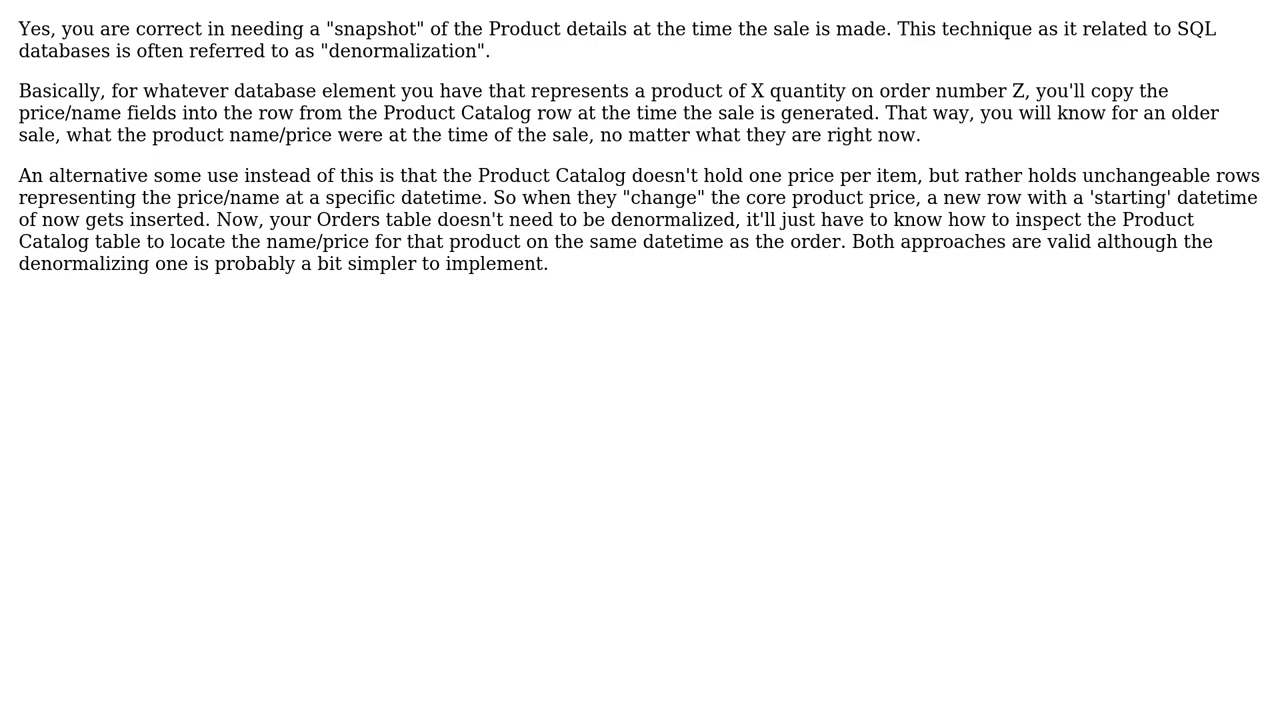 Yes, you are correct in needing a "snapshot" of the Product details at the time the sale is made. This technique as it related to SQL
databases is often referred to as "denormalization".
Basically, for whatever database element you have that represents a product of X quantity on order number Z, you'll copy the
price/name fields into the row from the Product Catalog row at the time the sale is generated. That way, you will know for an older
sale, what the product name/price were at the time of the sale, no matter what they are right now.
An alternative some use instead of this is that the Product Catalog doesn't hold one price per item, but rather holds unchangeable rows
representing the price/name at a specific datetime. So when they "change" the core product price, a new row with a 'starting' datetime
of now gets inserted. Now, your Orders table doesn't need to be denormalized, it'll just have to know how to inspect the Product
Catalog table to locate the name/price for that product on the same datetime as the order. Both approaches are valid although the
denormalizing one is probably a bit simpler to implement.